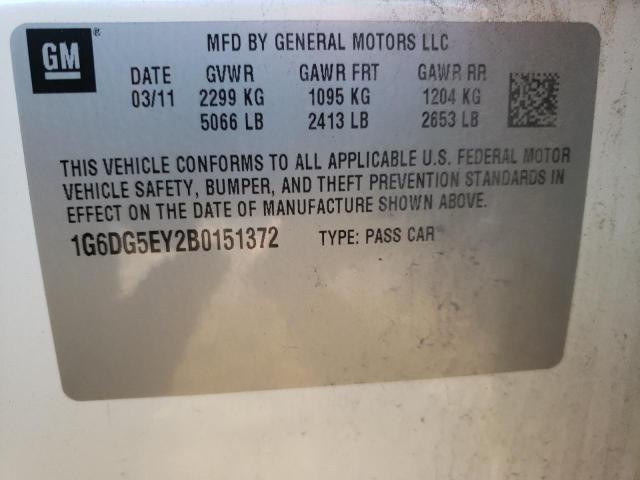 GM® MFD BY GENERAL MOTORS LLC
DATE GVWR GAWR FRT GAWR RR
03/11 2299 KG 1095 KG 1204 KG
5066 LB 2413 LB 2653 LB
THIS VEHICLE CONFORMS TO ALL APPLICABLE U.S. FEDERAL MOTOR
VEHICLE SAFETY, BUMPER, AND THEFT PREVENTION STANDARDS IN
EFFECT ON THE DATE OF MANUFACTURE SHOWN ABOVE.
1G6DG5EY2B0151372 TYPE: PASS CAR